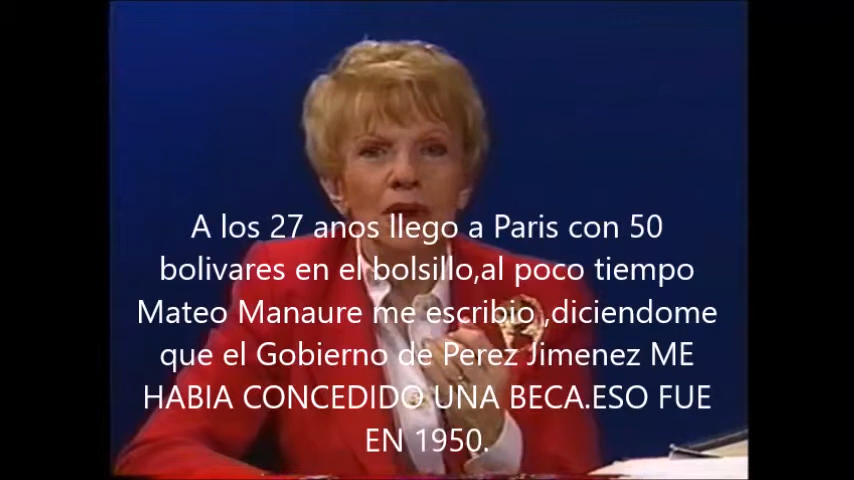 A los 27 anos llego a Paris con 50
bolivares en el bolsillo,al poco tiempo
Mateo Manaure me escribio ,diciendome
que el Gobierno de Perez Jimenez ME
HABIA CONCEDIDO UNA BECA.ESO FUE
EN 1950.